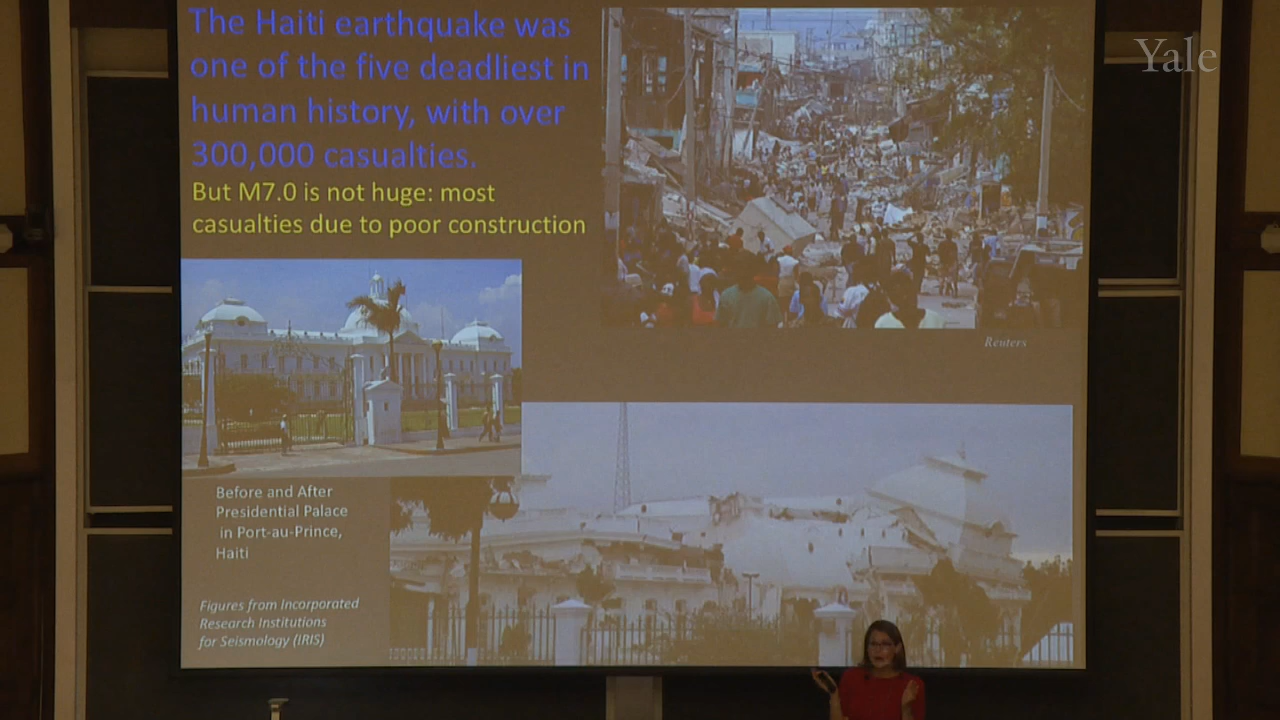 The Haiti earthquake was
one of the five deadliest in
human history, with over
300,000 casualties.
But M7.0 is not huge: most
casualties due to poor construction
Yale
Reuters
Before and After
Presidential Palace
in Port-au-Prince,
Haiti
Figures from Incorporated
Research Institutions
for Seismology (IRIS)